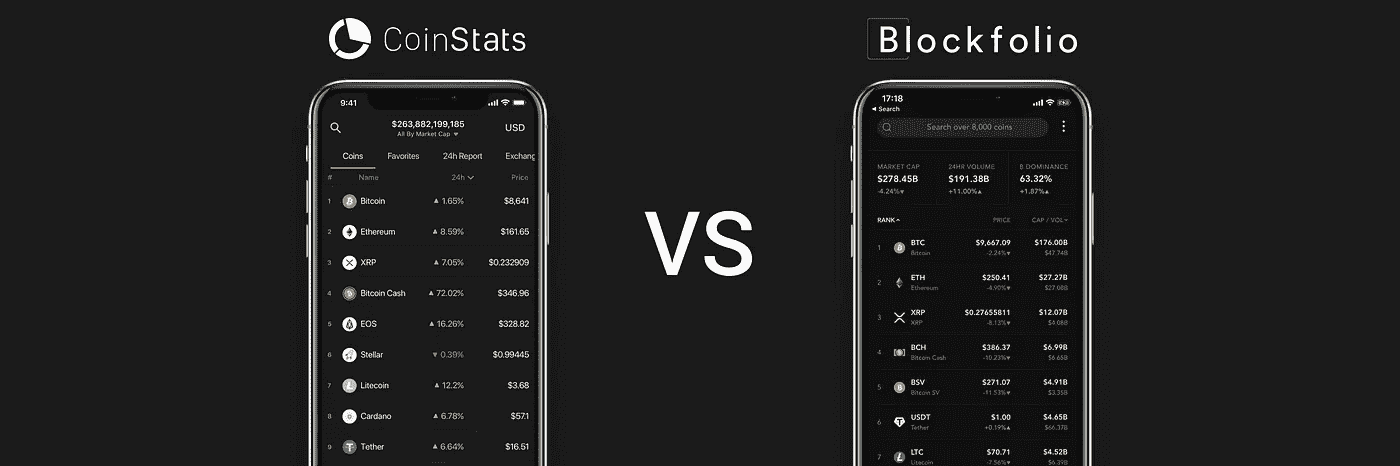 CoinStats
9:41
$263,882,199,185
All By Market Cap
USD
Coins Favorites 24h Report Exchang
# Name 24h Price
1 Bitcoin ▲ 1.65% $8,641
2 Ethereum ▲ 8.59% $161.65
3 XRP ▲ 7.05% $0.232909
4 Bitcoin Cash ▲ 72.02% $346.96
5 EOS ▲ 16.26% $328.82
6 Stellar ▼ 0.39% $0.99445
7 Litecoin ▲ 12.2% $3.68
8 Cardano ▲ 6.78% $57.1
9 Tether ▲ 6.64% $16.51
VS
Blockfolio
17:18
◀ Search
Search over 8,000 coins
MARKET CAP 24HR VOLUME B DOMINANCE
$278.45B $191.38B 63.32%
-4.24%▼ +11.00%▲ +1.87%▲
RANK PRICE CAP / VOL
1 BTC $9,667.09 $176.00B
Bitcoin -2.24%▼ $47.74B
2 ETH $250.41 $27.27B
Ethereum -4.90%▼ $27.08B
3 XRP $0.27655811 $12.07B
XRP -8.13%▼ $4.08B
4 BCH $386.37 $6.99B
Bitcoin Cash -10.23%▼ $6.65B
5 BSV $271.07 $4.91B
Bitcoin SV -11.53%▼ $3.35B
6 USDT $1.00 $4.65B
Tether +0.19%▲ $66.37B
7 LTC $70.71 $4.52B
Litecoin -7.56%▼ $6.39B